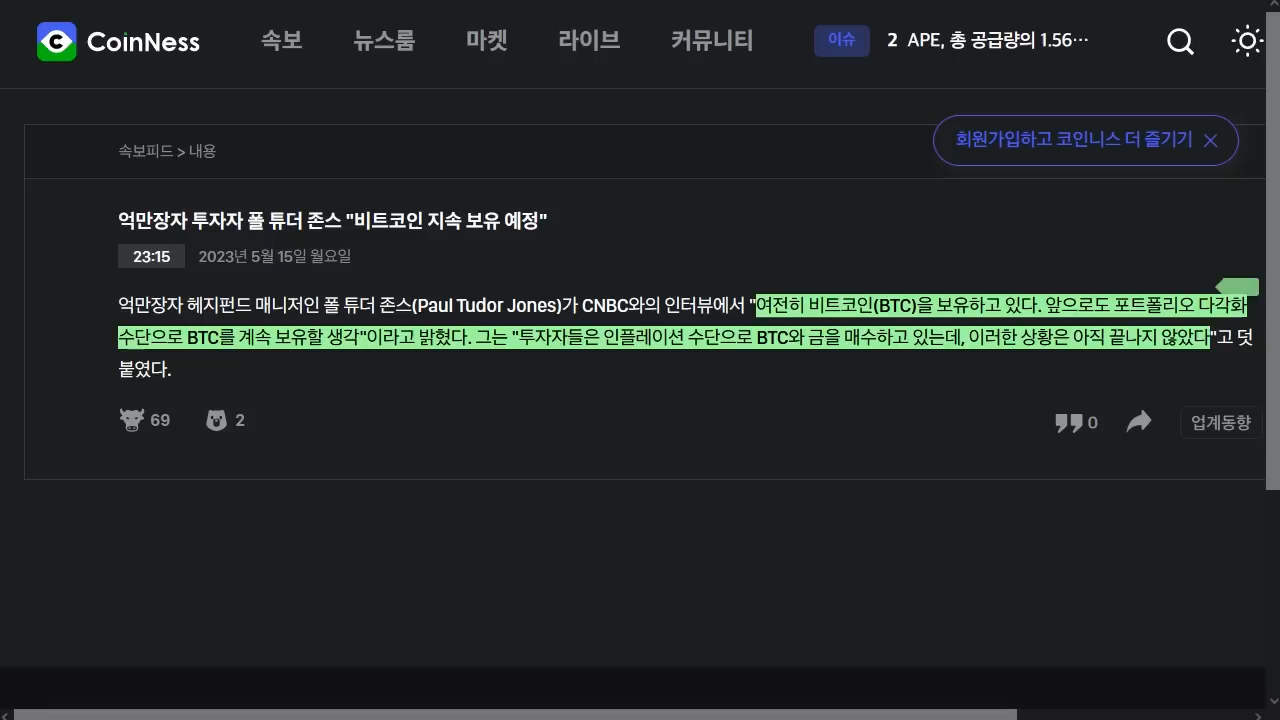 CoinNess 속보 뉴스룸 마켓 라이브 커뮤니티 이슈 2 APE, 총 공급량의 1.56…
회원가입하고 코인니스 더 즐기기
속보피드 > 내용
억만장자 투자자 폴 튜더 존스 "비트코인 지속 보유 예정"
23:15 2023년 5월 15일 월요일
억만장자 헤지펀드 매니저인 폴 튜더 존스(Paul Tudor Jones)가 CNBC와의 인터뷰에서 "여전히 비트코인(BTC)을 보유하고 있다. 앞으로도 포트폴리오 다각화
수단으로 BTC를 계속 보유할 생각"이라고 밝혔다. 그는 "투자자들은 인플레이션 수단으로 BTC와 금을 매수하고 있는데, 이러한 상황은 아직 끝나지 않았다"고 덧
붙였다.
69 2 0 업계동향